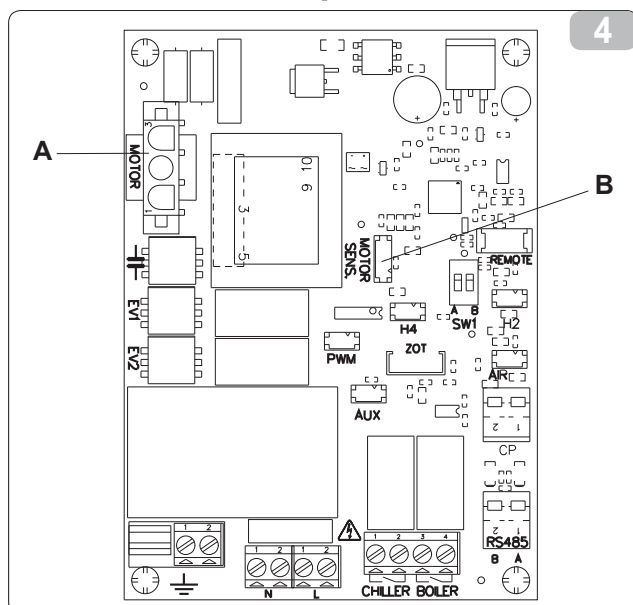 4
A
3
MOTOR
1
10
9
3
5
B
MOTOR
SENS.
REMOTE
EV1
EV2
A B
SW1
H4
H2
PWM
ZOT
AIR
AUX
2 1
CP
2 1
RS485
B A
1 2
1 2 1 2
N L
1 2 3 4
CHILLER BOILER
+
+